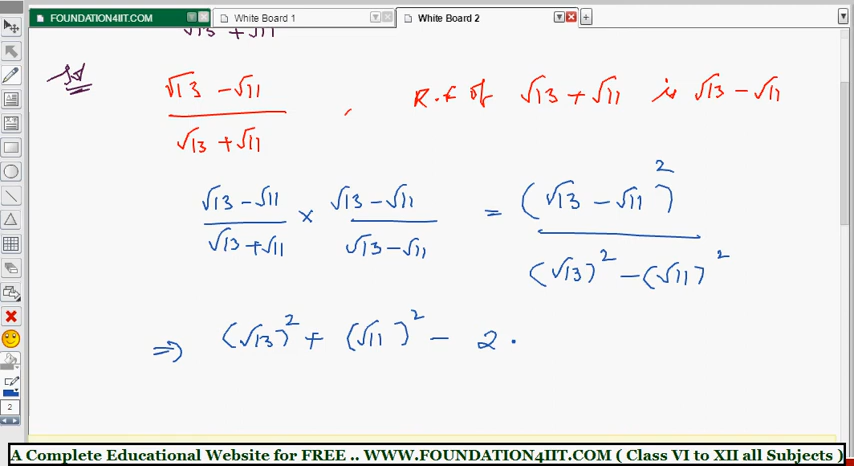 FOUNDATION4IIT.COM White Board 1 White Board 2
√13 + √11
√13 − √11 / √13 + √11 , R.F of √13 + √11 is √13 − √11
√13 − √11 / √13 + √11 × √13 − √11 / √13 − √11 = (√13 − √11)² / (√13)² − (√11)²
⇒ (√13)² + (√11)² − 2 ·
2
A Complete Educational Website for FREE .. WWW.FOUNDATION4IIT.COM ( Class VI to XII all Subjects )